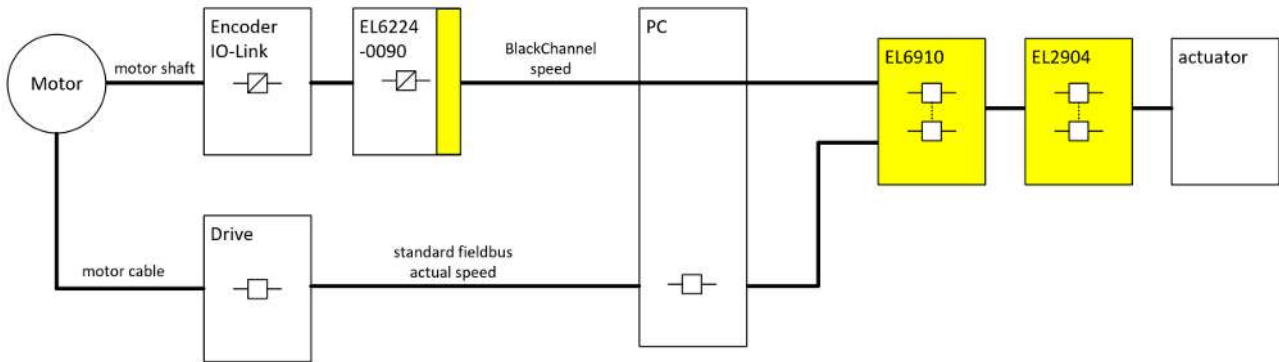 Motor
motor shaft
Encoder
IO-Link
EL6224
-0090
BlackChannel
speed
PC
EL6910
EL2904
actuator
Drive
motor cable
standard fieldbus
actual speed